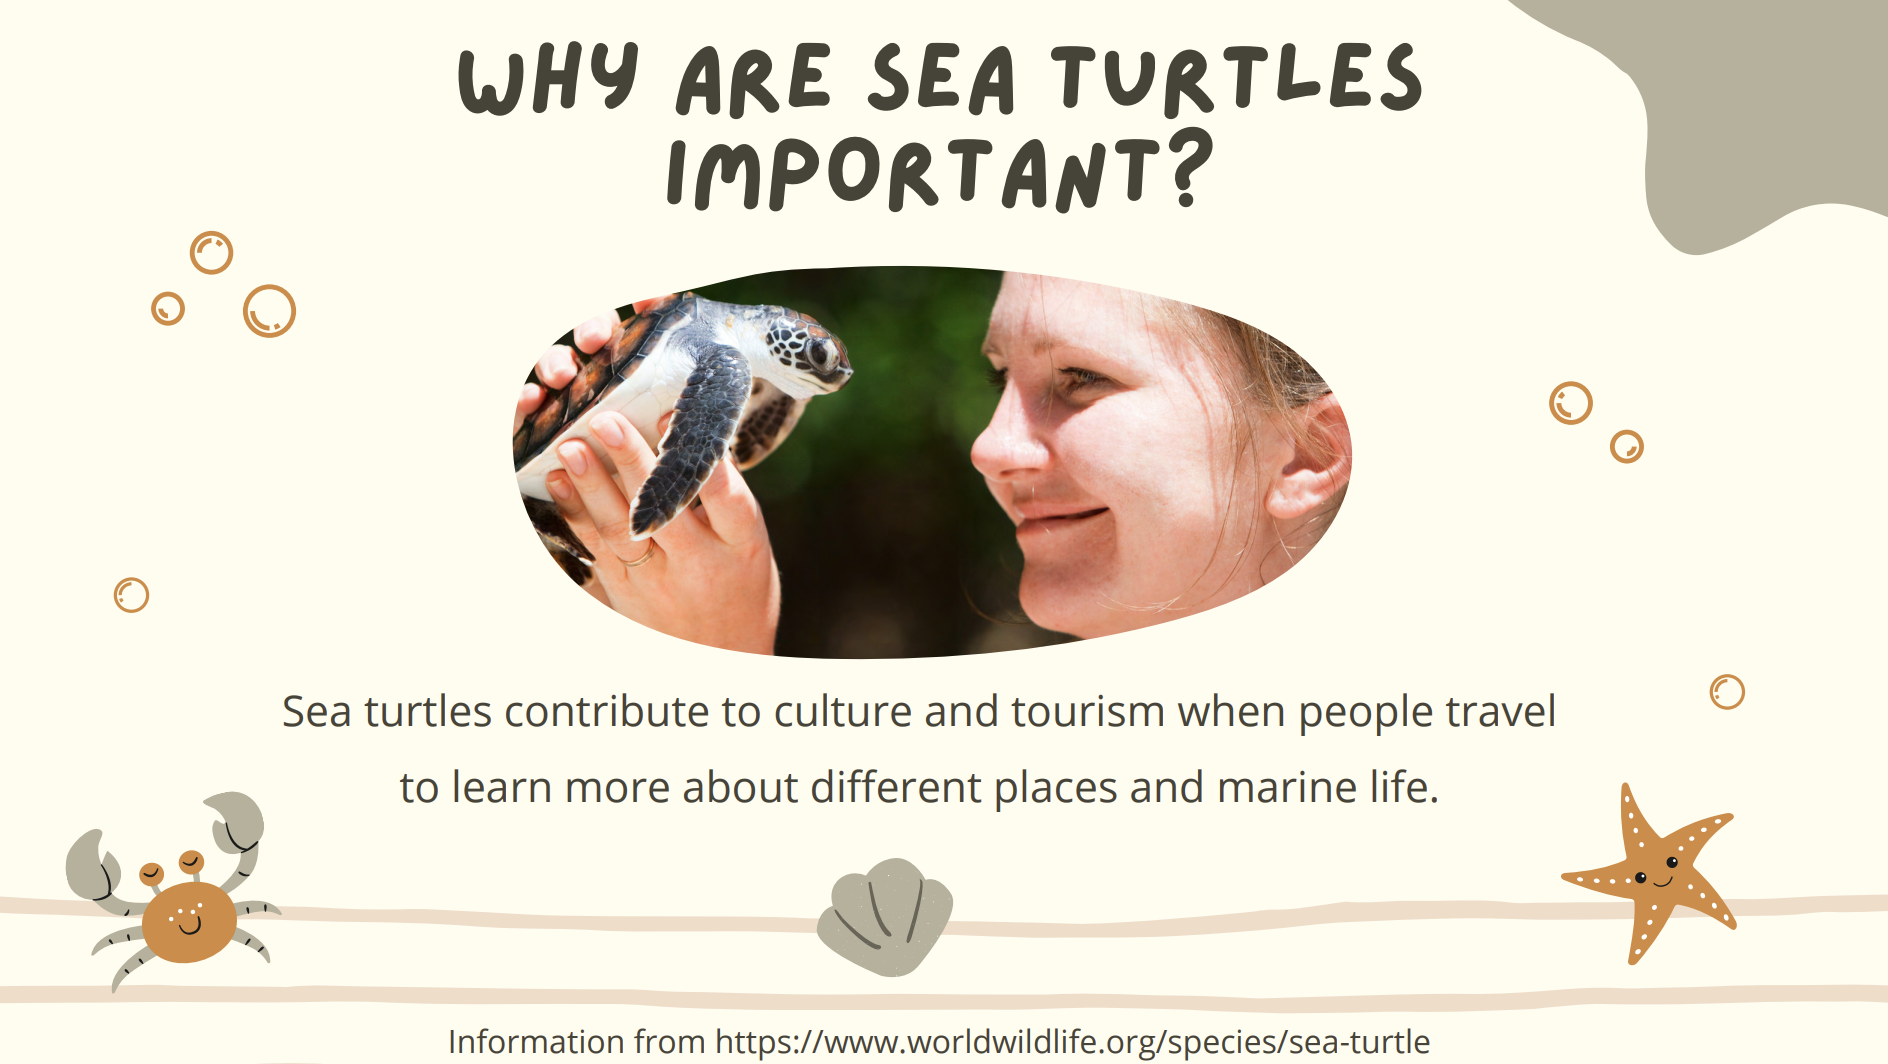 WHY ARE SEA TURTLES
IMPORTANT?
Sea turtles contribute to culture and tourism when people travel
to learn more about different places and marine life.
Information from https://www.worldwildlife.org/species/sea-turtle